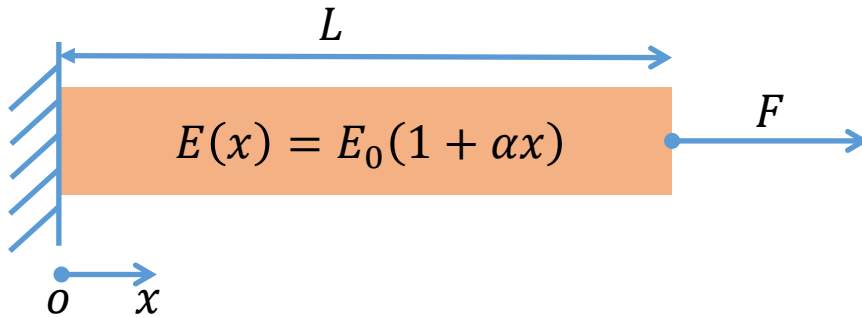 L
E(x) = E₀(1 + αx)
F
o
x